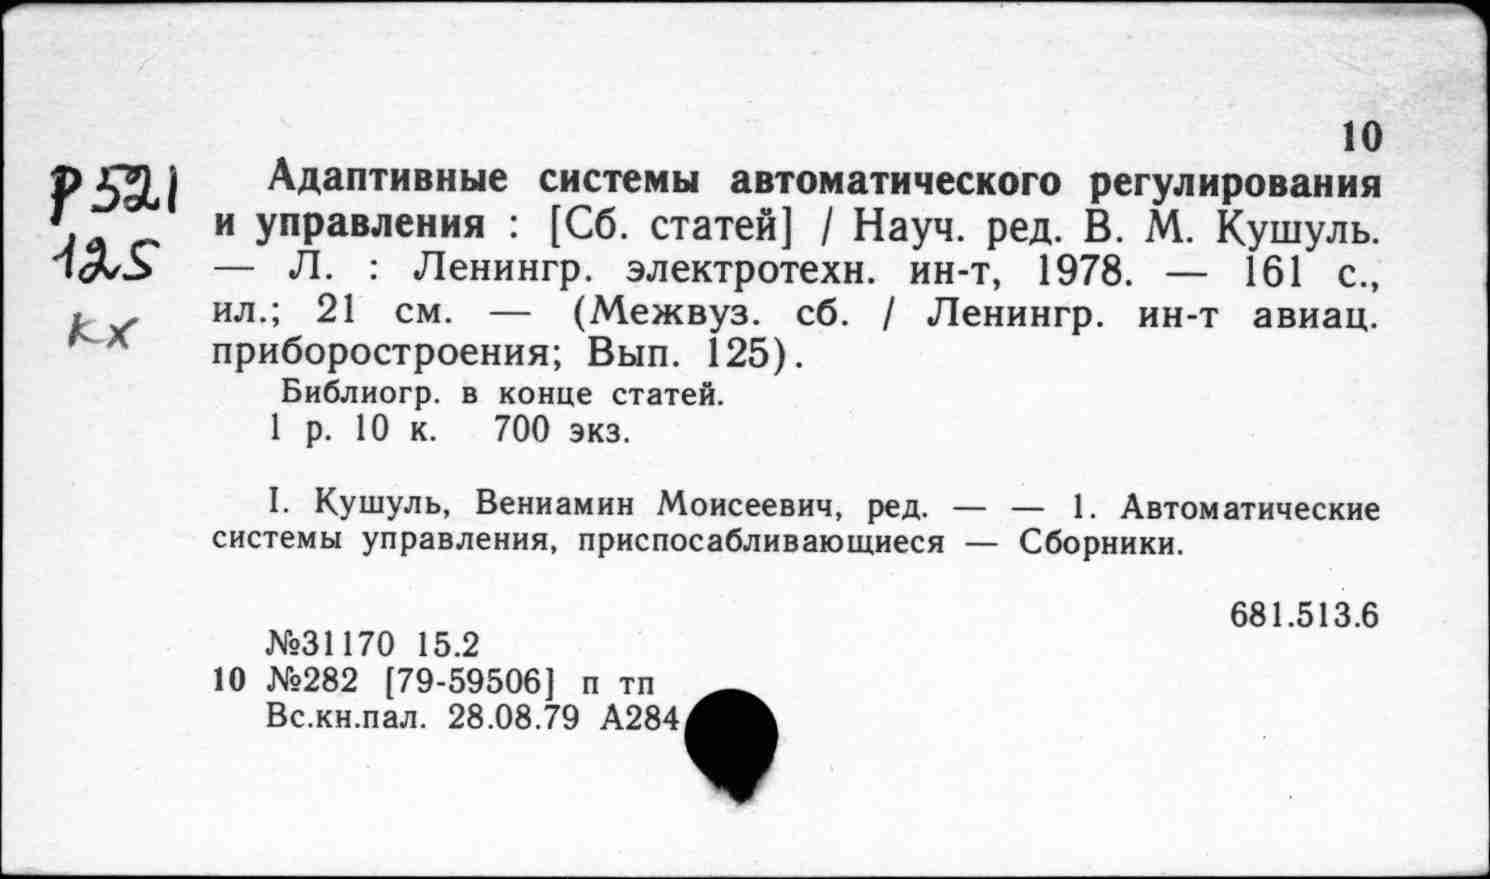 10
Р521
Адаптивные системы автоматического регулирования
125
и управления : [Сб. статей] / Науч. ред. В. М. Кушуль.
— Л. : Ленингр. электротехн. ин-т, 1978. — 161 с.,
кх
ил.; 21 см. — (Межвуз. сб. / Ленингр. ин-т авиац.
приборостроения; Вып. 125).
Библиогр. в конце статей.
1 р. 10 к. 700 экз.
I. Кушуль, Вениамин Моисеевич, ред. — — 1. Автоматические
системы управления, приспосабливающиеся — Сборники.
681.513.6
№31170 15.2
10 №282 [79-59506] п тп
Вс.кн.пал. 28.08.79 А284